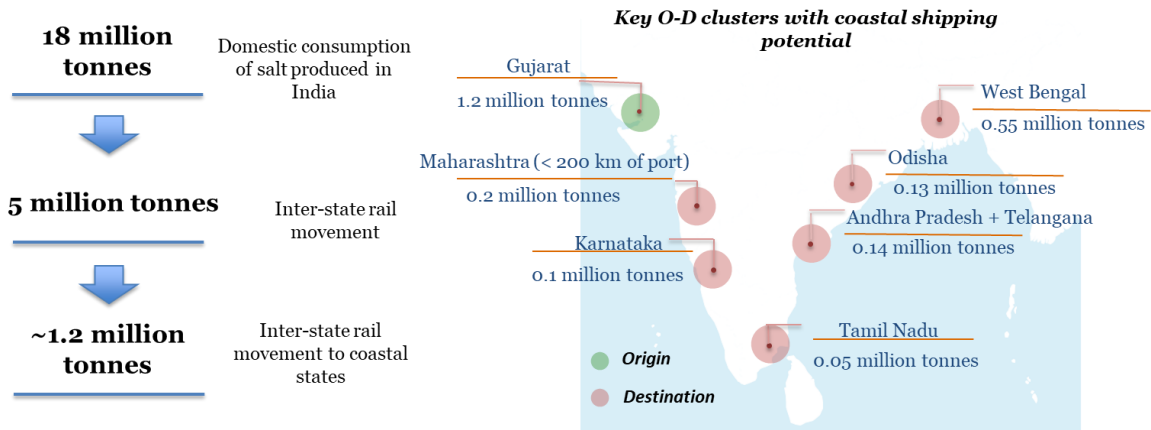 18 million
tonnes
Domestic consumption
of salt produced in
India
5 million tonnes
Inter-state rail
movement
~1.2 million
tonnes
Inter-state rail
movement to coastal
states
Key O-D clusters with coastal shipping
potential
Gujarat
1.2 million tonnes
West Bengal
0.55 million tonnes
Maharashtra (< 200 km of port)
0.2 million tonnes
Odisha
0.13 million tonnes
Andhra Pradesh + Telangana
0.14 million tonnes
Karnataka
0.1 million tonnes
Tamil Nadu
0.05 million tonnes
Origin
Destination